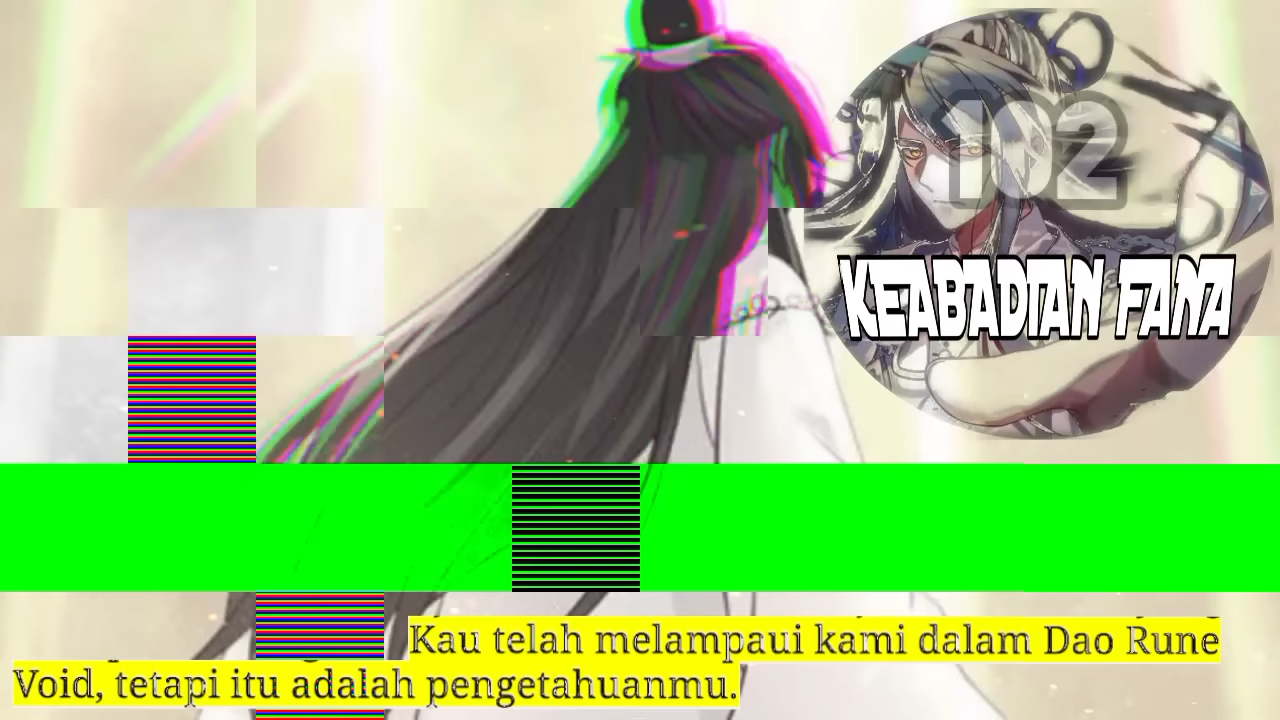 102
KEABADIAN FANA
Kau telah melampaui kami dalam Dao Rune
Void, tetapi itu adalah pengetahuanmu.